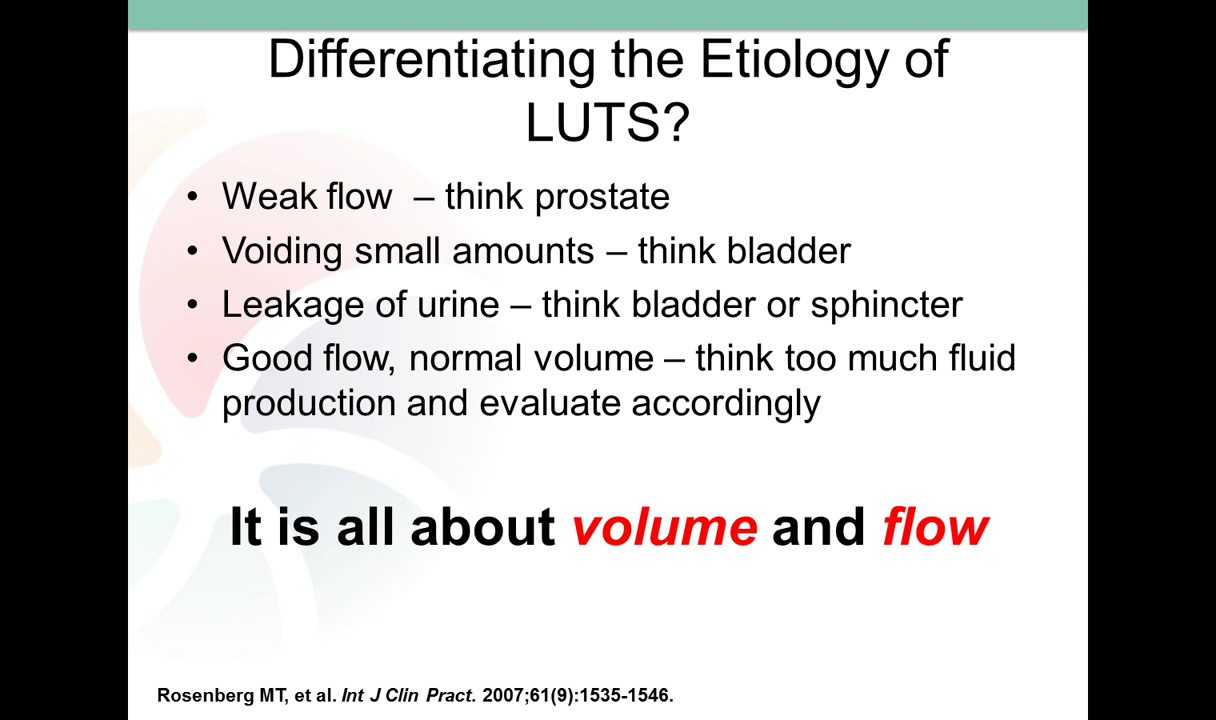 Differentiating the Etiology of
LUTS?
• Weak flow – think prostate
• Voiding small amounts – think bladder
• Leakage of urine – think bladder or sphincter
• Good flow, normal volume – think too much fluid
production and evaluate accordingly
It is all about volume and flow
Rosenberg MT, et al. Int J Clin Pract. 2007;61(9):1535-1546.